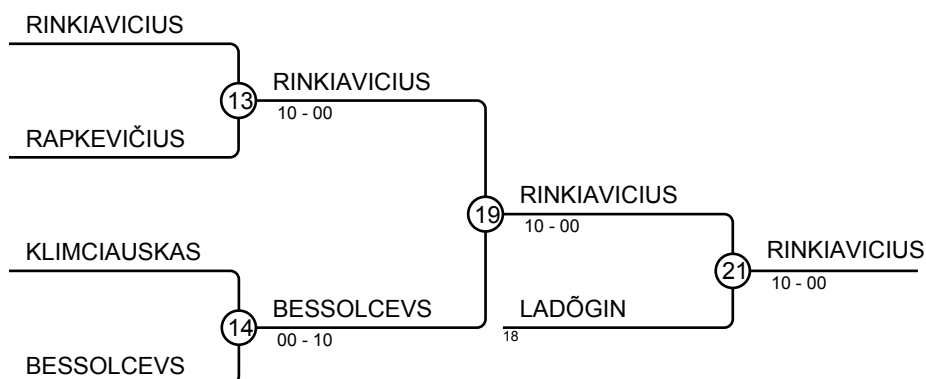 RINKIAVICIUS
13
RINKIAVICIUS
10 - 00
RAPKEVIČIUS
19
RINKIAVICIUS
10 - 00
KLIMCIAUSKAS
21
RINKIAVICIUS
10 - 00
14
BESSOLCEVS
00 - 10
LADÕGIN
18
BESSOLCEVS